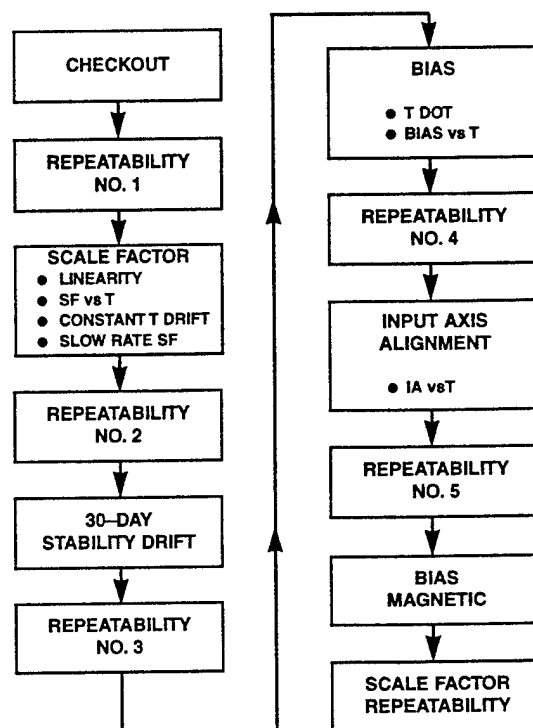 CHECKOUT
REPEATABILITY
NO. 1
SCALE FACTOR
● LINEARITY
● SF vs T
● CONSTANT T DRIFT
● SLOW RATE SF
REPEATABILITY
NO. 2
30–DAY
STABILITY DRIFT
REPEATABILITY
NO. 3
BIAS
● T DOT
● BIAS vs T
REPEATABILITY
NO. 4
INPUT AXIS
ALIGNMENT
● IA vsT
REPEATABILITY
NO. 5
BIAS
MAGNETIC
SCALE FACTOR
REPEATABILITY